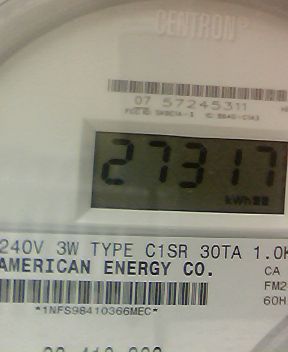 CENTRON®
07 57245311
27317
kWh
240V 3W TYPE C1SR 30TA 1.0K
AMERICAN ENERGY CO.
CA
FM2
60H
*1NFS98410366MEC*